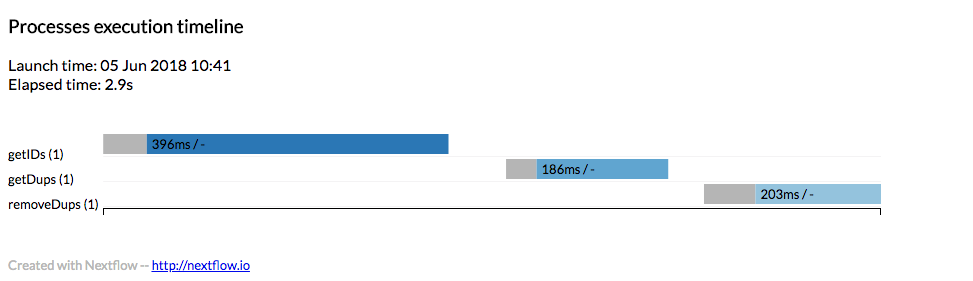 Processes execution timeline
Launch time: 05 Jun 2018 10:41
Elapsed time: 2.9s
396ms / -
getIDs (1)
186ms / -
getDups (1)
203ms / -
removeDups (1)
Created with Nextflow -- http://nextflow.io